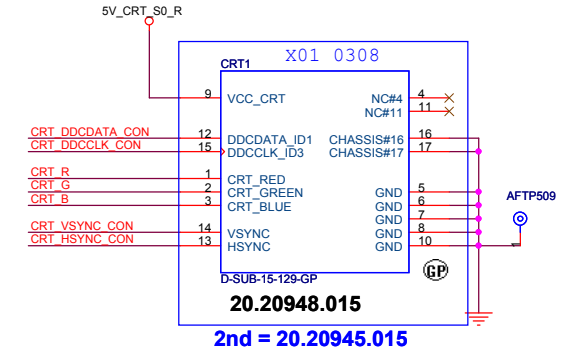 5V_CRT_S0_R
X01 0308
CRT1
9 VCC_CRT NC#4 4
NC#11 11
CRT_DDCDATA_CON 12 DDCDATA_ID1 CHASSIS#16 16
CRT_DDCCLK_CON 15 DDCCLK_ID3 CHASSIS#17 17
CRT_R 1 CRT_RED
CRT_G 2 CRT_GREEN GND 5
CRT_B 3 CRT_BLUE GND 6
GND 7
CRT_VSYNC_CON 14 VSYNC GND 8
CRT_HSYNC_CON 13 HSYNC GND 10
AFTP509
1
D-SUB-15-129-GP
GP
20.20948.015
2nd = 20.20945.015